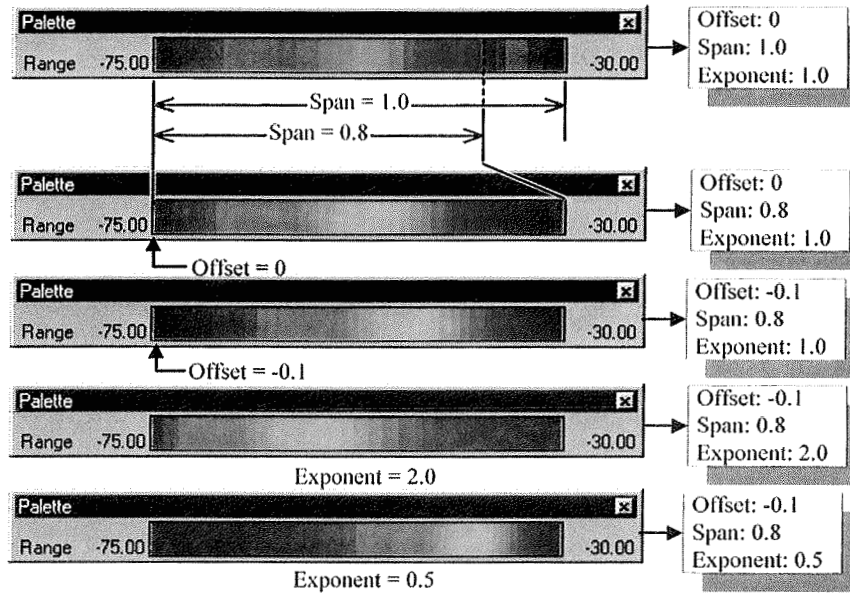 Palette
Range -75.00 -30.00
Offset: 0
Span: 1.0
Exponent: 1.0
Span = 1.0
Span = 0.8
Palette
Range -75.00 -30.00
Offset: 0
Span: 0.8
Exponent: 1.0
Offset = 0
Palette
Range -75.00 -30.00
Offset: -0.1
Span: 0.8
Exponent: 1.0
Offset = -0.1
Palette
Range -75.00 -30.00
Offset: -0.1
Span: 0.8
Exponent: 2.0
Exponent = 2.0
Palette
Range -75.00 -30.00
Offset: -0.1
Span: 0.8
Exponent: 0.5
Exponent = 0.5